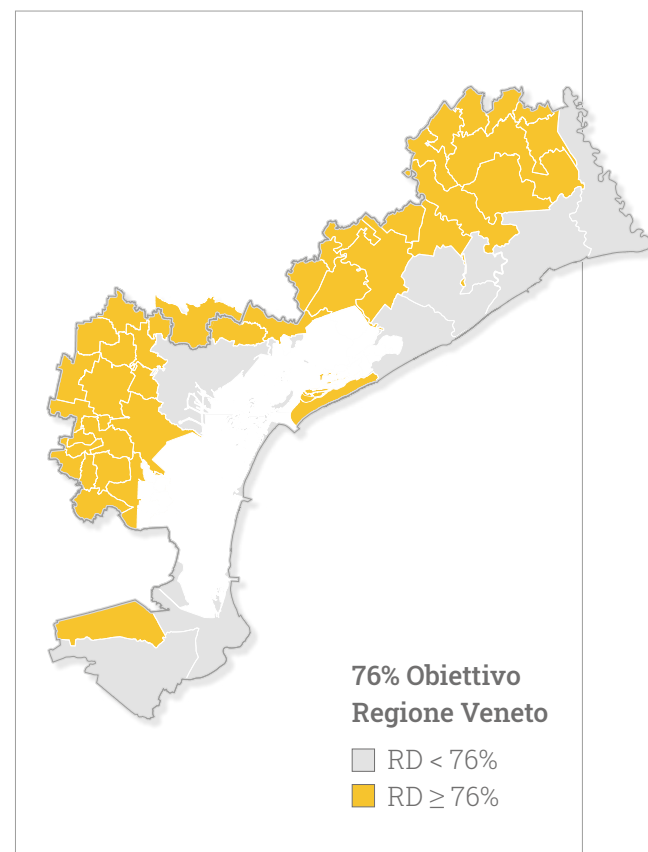 76% Obiettivo
Regione Veneto
RD < 76%
RD ≥ 76%